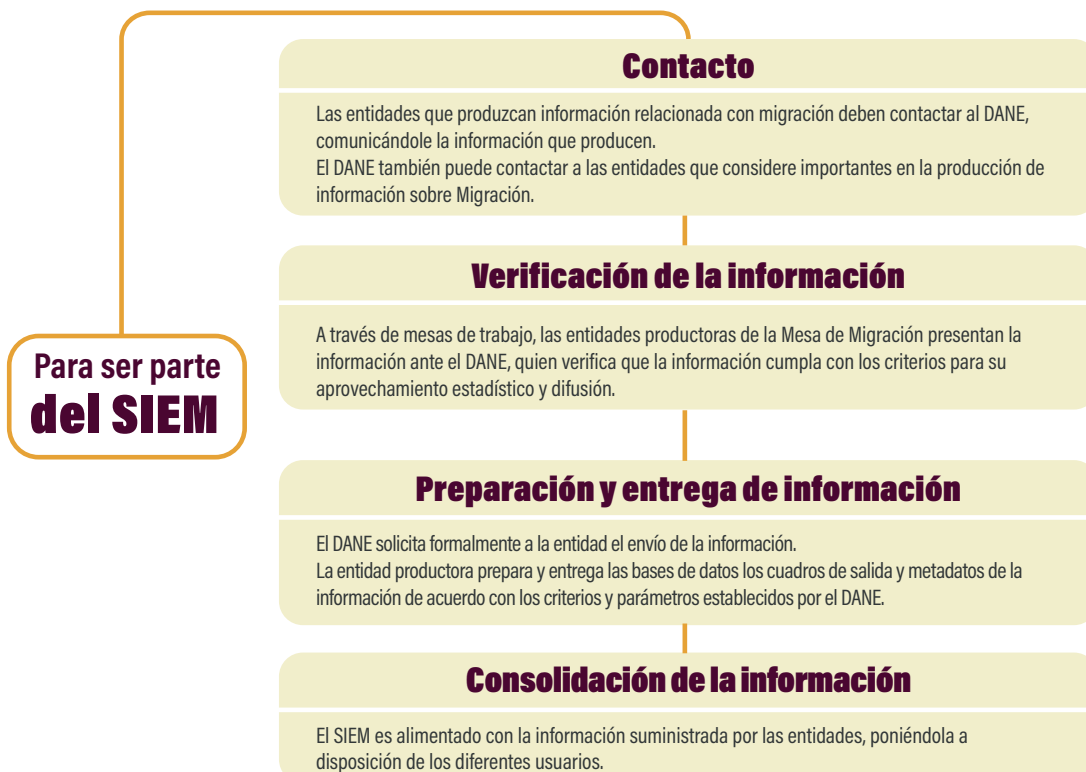 Contacto
Las entidades que produzcan información relacionada con migración deben contactar al DANE,
comunicándole la información que producen.
El DANE también puede contactar a las entidades que considere importantes en la producción de
información sobre Migración.
Verificación de la información
A través de mesas de trabajo, las entidades productoras de la Mesa de Migración presentan la
información ante el DANE, quien verifica que la información cumpla con los criterios para su
aprovechamiento estadístico y difusión.
Para ser parte
del SIEM
Preparación y entrega de información
El DANE solicita formalmente a la entidad el envío de la información.
La entidad productora prepara y entrega las bases de datos los cuadros de salida y metadatos de la
información de acuerdo con los criterios y parámetros establecidos por el DANE.
Consolidación de la información
El SIEM es alimentado con la información suministrada por las entidades, poniéndola a
disposición de los diferentes usuarios.